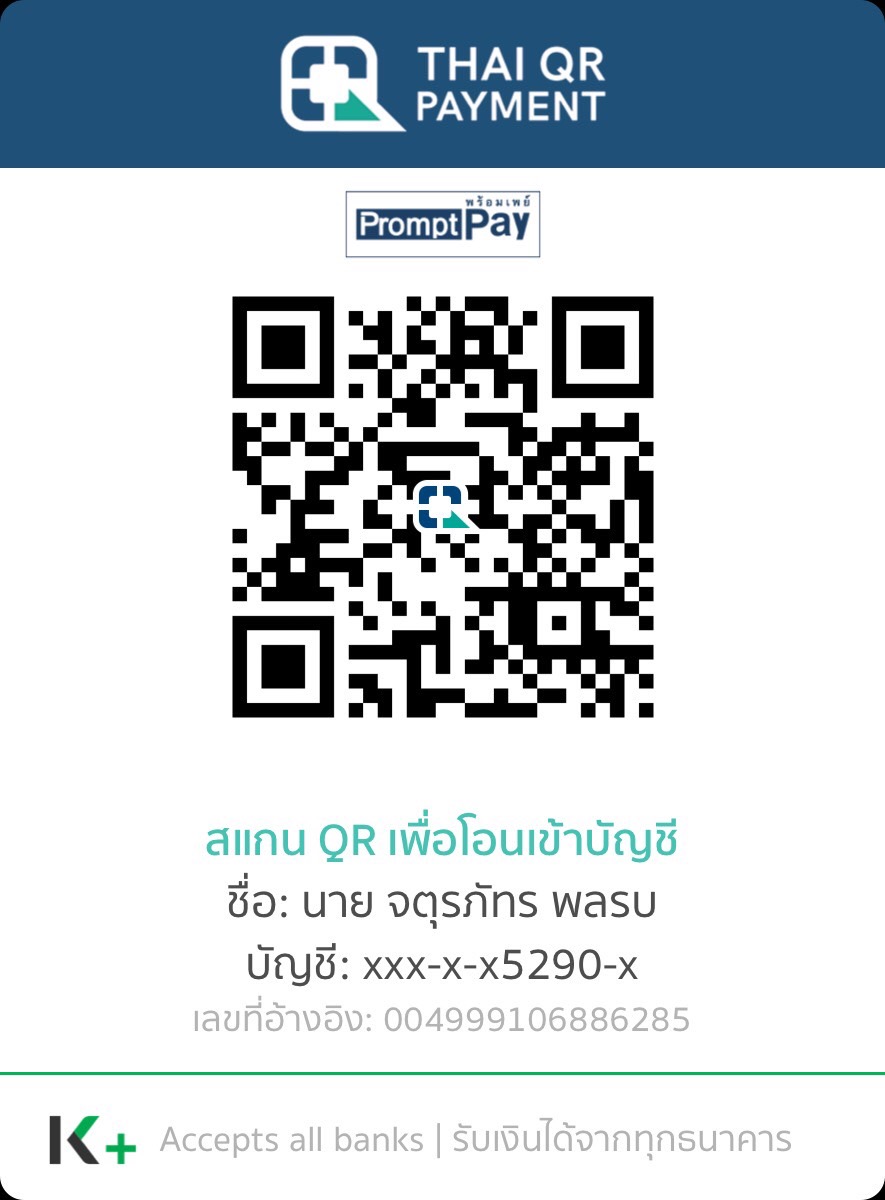 THAI QR
PAYMENT
พร้อมเพย์
PromptPay
สแกน QR เพื่อโอนเข้าบัญชี
ชื่อ: นาย จตุรภัทร พลรบ
บัญชี: xxx-x-x5290-x
เลขที่อ้างอิง: 004999106886285
K+ Accepts all banks | รับเงินได้จากทุกธนาคาร